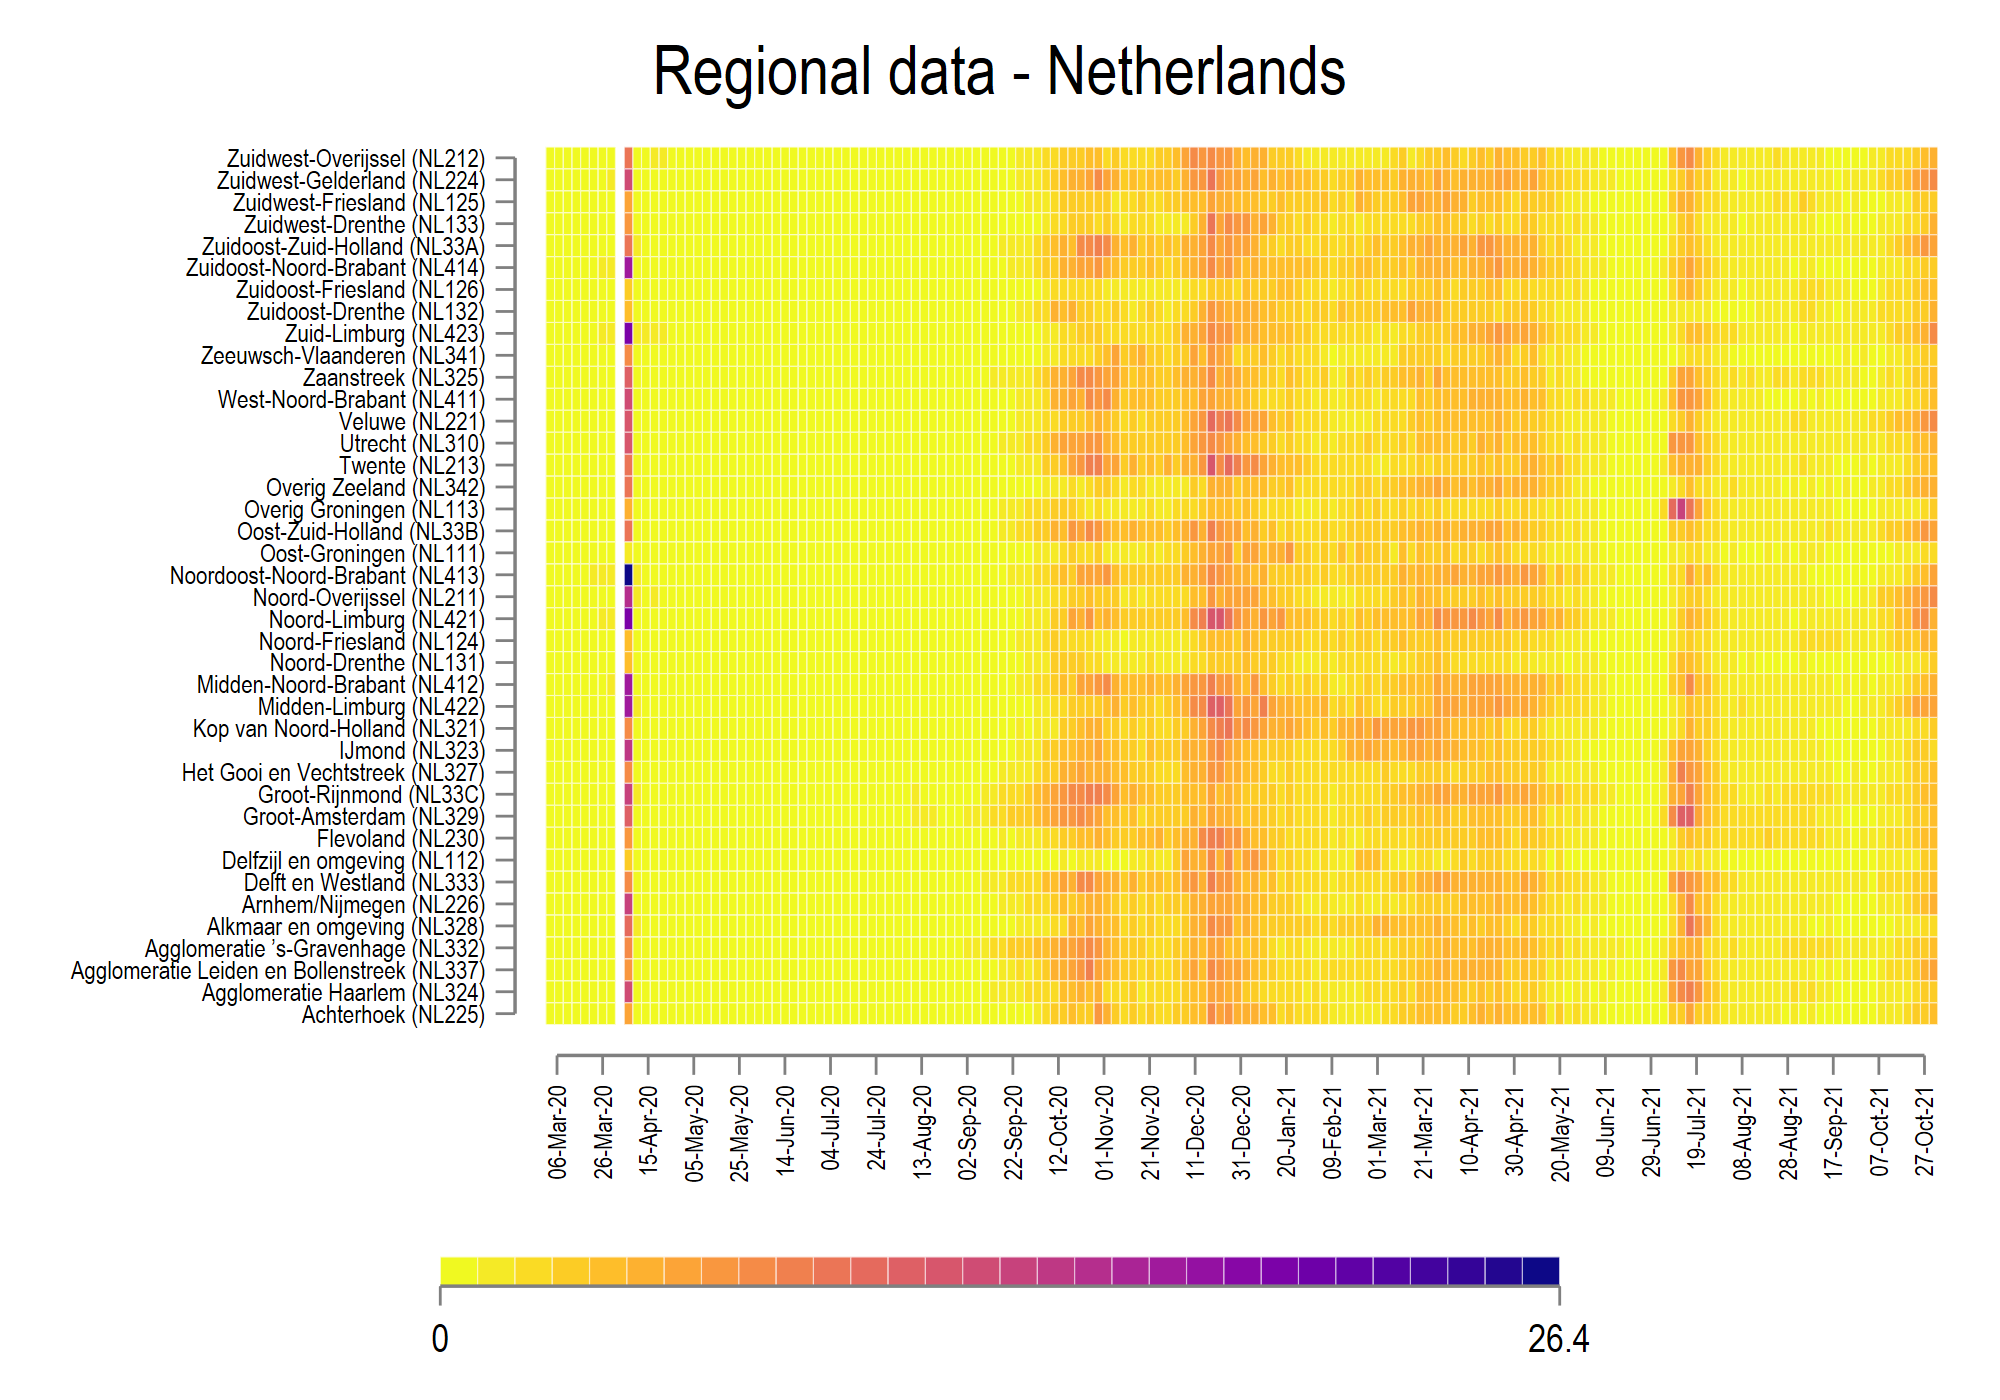 Regional data - Netherlands
Zuidwest-Overijssel (NL212)
Zuidwest-Gelderland (NL224)
Zuidwest-Friesland (NL125)
Zuidwest-Drenthe (NL133)
Zuidoost-Zuid-Holland (NL33A)
Zuidoost-Noord-Brabant (NL414)
Zuidoost-Friesland (NL126)
Zuidoost-Drenthe (NL132)
Zuid-Limburg (NL423)
Zeeuwsch-Vlaanderen (NL341)
Zaanstreek (NL325)
West-Noord-Brabant (NL411)
Veluwe (NL221)
Utrecht (NL310)
Twente (NL213)
Overig Zeeland (NL342)
Overig Groningen (NL113)
Oost-Zuid-Holland (NL33B)
Oost-Groningen (NL111)
Noordoost-Noord-Brabant (NL413)
Noord-Overijssel (NL211)
Noord-Limburg (NL421)
Noord-Friesland (NL124)
Noord-Drenthe (NL131)
Midden-Noord-Brabant (NL412)
Midden-Limburg (NL422)
Kop van Noord-Holland (NL321)
IJmond (NL323)
Het Gooi en Vechtstreek (NL327)
Groot-Rijnmond (NL33C)
Groot-Amsterdam (NL329)
Flevoland (NL230)
Delfzijl en omgeving (NL112)
Delft en Westland (NL333)
Arnhem/Nijmegen (NL226)
Alkmaar en omgeving (NL328)
Agglomeratie ’s-Gravenhage (NL332)
Agglomeratie Leiden en Bollenstreek (NL337)
Agglomeratie Haarlem (NL324)
Achterhoek (NL225)
06-Mar-20
26-Mar-20
15-Apr-20
05-May-20
25-May-20
14-Jun-20
04-Jul-20
24-Jul-20
13-Aug-20
02-Sep-20
22-Sep-20
12-Oct-20
01-Nov-20
21-Nov-20
11-Dec-20
31-Dec-20
20-Jan-21
09-Feb-21
01-Mar-21
21-Mar-21
10-Apr-21
30-Apr-21
20-May-21
09-Jun-21
29-Jun-21
19-Jul-21
08-Aug-21
28-Aug-21
17-Sep-21
07-Oct-21
27-Oct-21
0
26.4